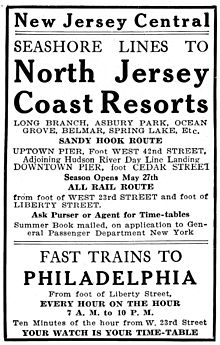 New Jersey Central
SEASHORE LINES TO
North Jersey
Coast Resorts
LONG BRANCH, ASBURY PARK, OCEAN
GROVE, BELMAR, SPRING LAKE, Etc.
SANDY HOOK ROUTE
UPTOWN PIER, Foot WEST 42nd STREET,
Adjoining Hudson River Day Line Landing
DOWNTOWN PIER, foot CEDAR STREET
Season Opens May 27th
ALL RAIL ROUTE
from foot of WEST 23rd STREET and foot of
LIBERTY STREET.
Ask Purser or Agent for Time-tables
Summer Book mailed, on application to Gen-
eral Passenger Department New York
FAST TRAINS TO
PHILADELPHIA
From foot of Liberty Street,
EVERY HOUR ON THE HOUR
7 A. M. to 10 P. M.
Ten Minutes of the hour from W. 23rd Street
YOUR WATCH IS YOUR TIME-TABLE